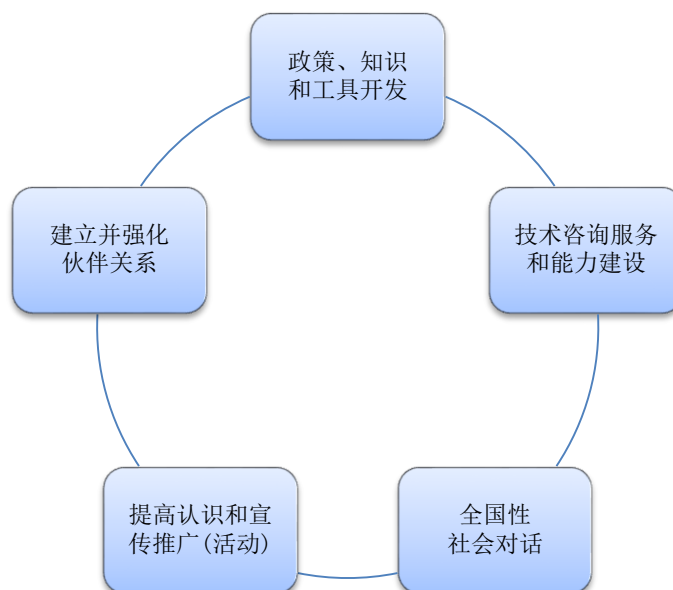 政策、知识
和工具开发
建立并强化
伙伴关系
技术咨询服务
和能力建设
提高认识和宣
传推广(活动)
全国性
社会对话